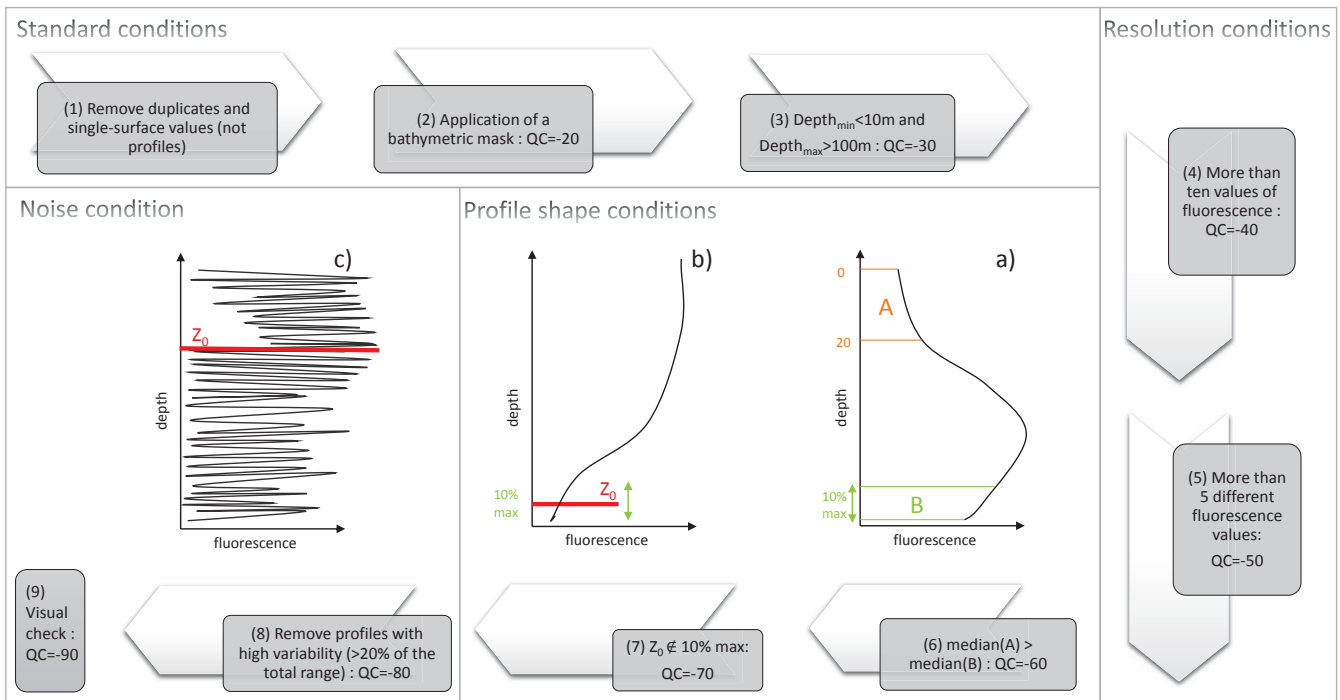 Standard conditions
(1) Remove duplicates and
single-surface values (not
profiles)
(2) Application of a
bathymetric mask : QC=-20
(3) Depthmin<10m and
Depthmax>100m : QC=-30
Resolution conditions
(4) More than
ten values of
fluorescence :
QC=-40
(5) More than
5 different
fluorescence
values:
QC=-50
Noise condition
c)
Z0
depth
fluorescence
(9)
Visual
check :
QC=-90
(8) Remove profiles with
high variability (>20% of the
total range) : QC=-80
Profile shape conditions
b)
depth
10%
max
Z0
fluorescence
(7) Z0 ∉ 10% max:
QC=-70
a)
0
A
20
depth
10%
max
B
fluorescence
(6) median(A) >
median(B) : QC=-60